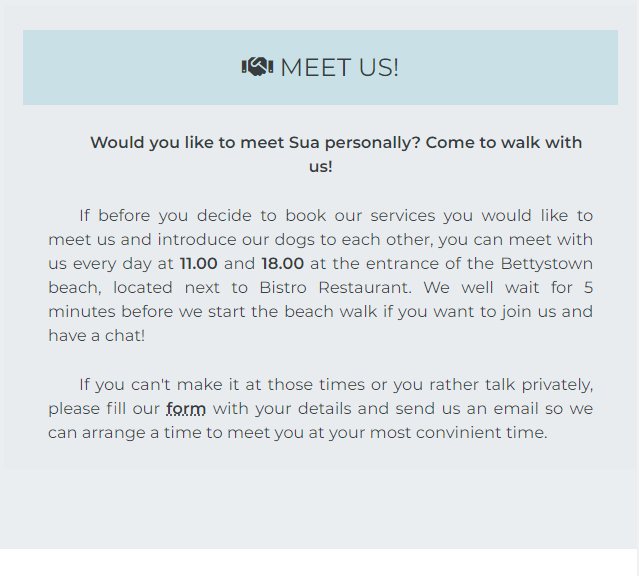 MEET US!
Would you like to meet Sua personally? Come to walk with
us!
If before you decide to book our services you would like to
meet us and introduce our dogs to each other, you can meet with
us every day at 11.00 and 18.00 at the entrance of the Bettystown
beach, located next to Bistro Restaurant. We well wait for 5
minutes before we start the beach walk if you want to join us and
have a chat!
If you can't make it at those times or you rather talk privately,
please fill our form with your details and send us an email so we
can arrange a time to meet you at your most convinient time.